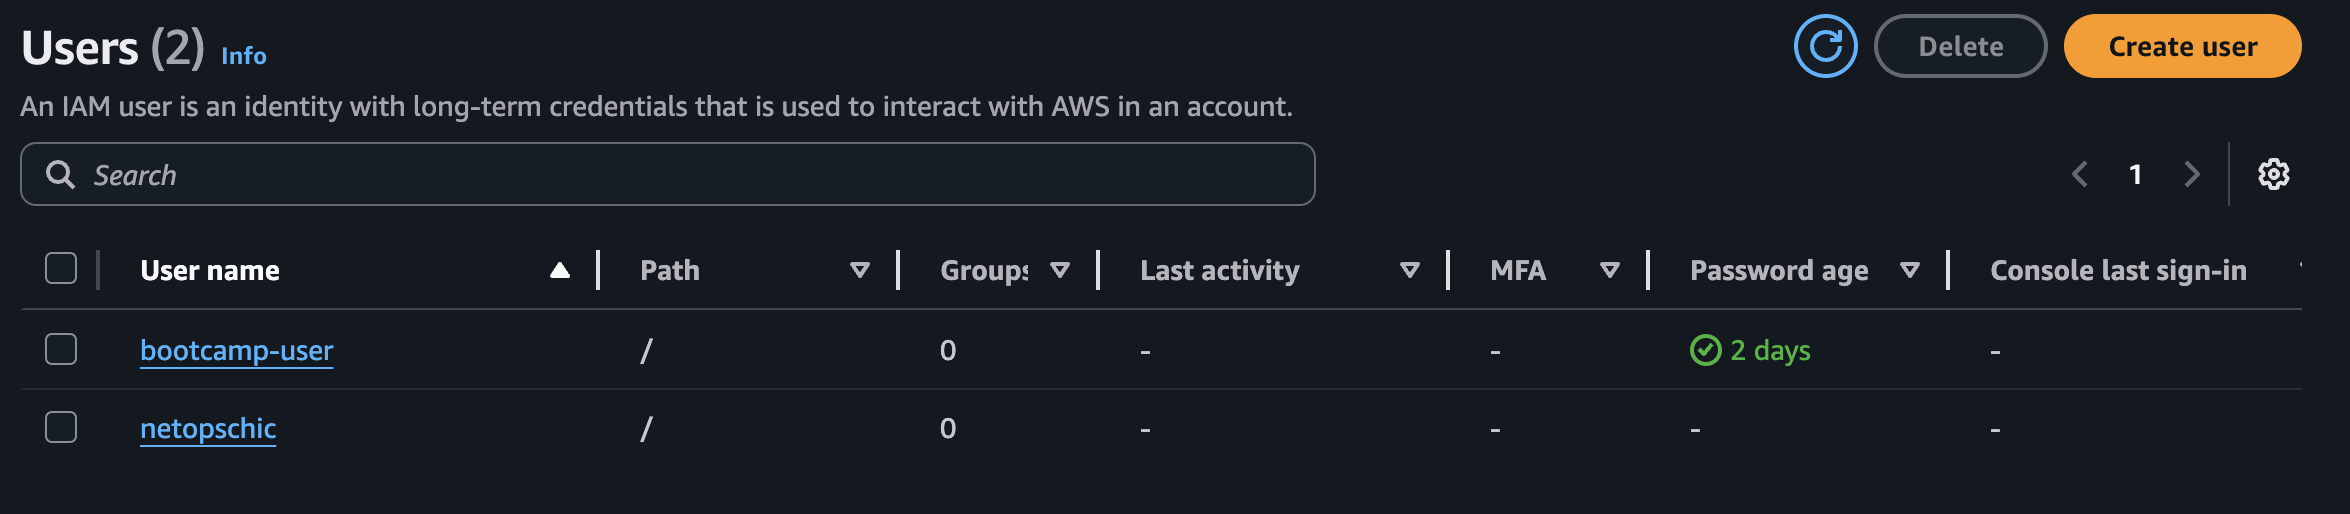 Users (2) Info
Delete
Create user
An IAM user is an identity with long-term credentials that is used to interact with AWS in an account.
Search
1
User name Path Groups Last activity MFA Password age Console last sign-in
bootcamp-user / 0 - - 2 days -
netopschic / 0 - - - -